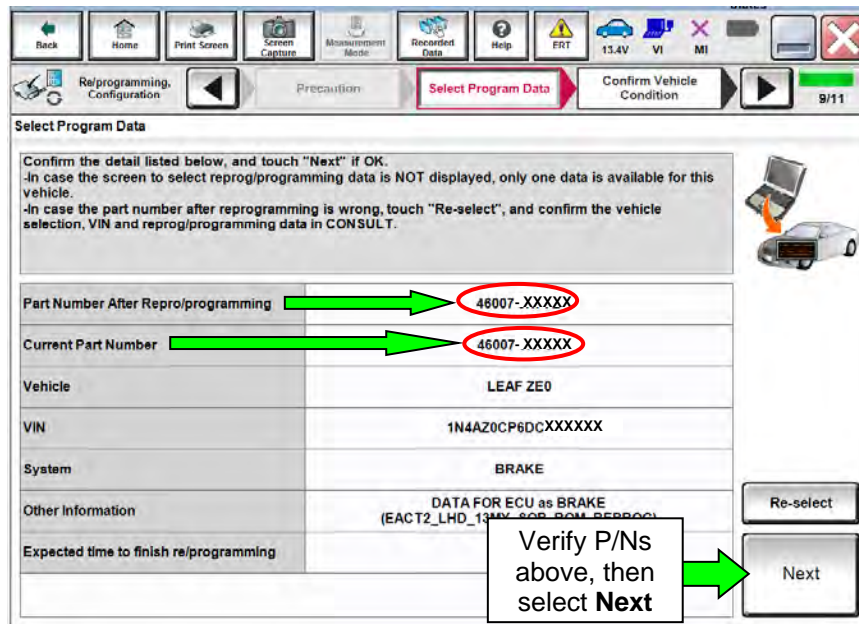 Back
Home
Print Screen
Screen
Capture
Measurement
Mode
Recorded
Data
Help
ERT
13.4V
VI
MI
Re/programming,
Configuration
Precaution
Select Program Data
Confirm Vehicle
Condition
9/11
Select Program Data
Confirm the detail listed below, and touch "Next" if OK.
-In case the screen to select reprog/programming data is NOT displayed, only one data is available for this
vehicle.
-In case the part number after reprogramming is wrong, touch "Re-select", and confirm the vehicle
selection, VIN and reprog/programming data in CONSULT.
Part Number After Repro/programming
46007- XXXXX
Current Part Number
46007- XXXXX
Vehicle
LEAF ZE0
VIN
1N4AZ0CP6DCXXXXXX
System
BRAKE
Other Information
DATA FOR ECU as BRAKE
(EACT2_LHD_13MY
Expected time to finish re/programming
Re-select
Verify P/Ns
above, then
select Next
Next